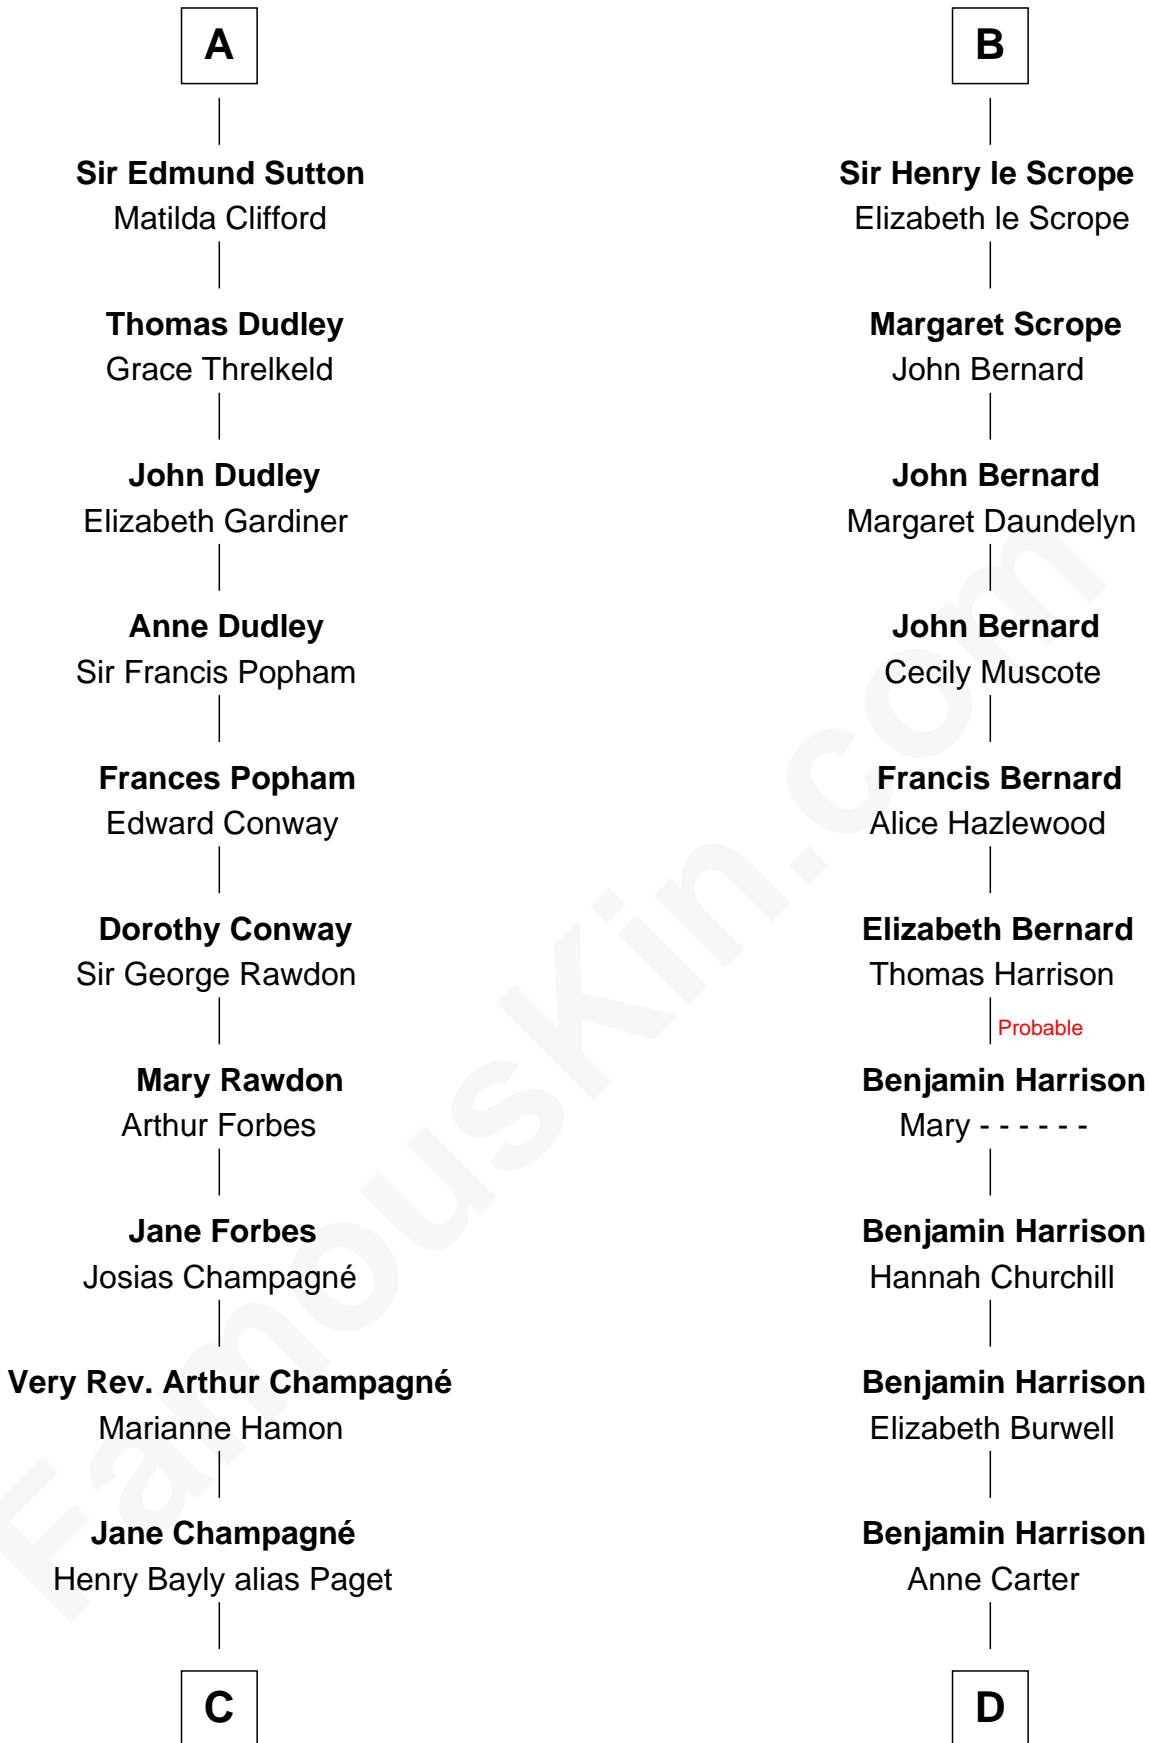 A
Sir Edmund Sutton
Matilda Clifford
Thomas Dudley
Grace Threlkeld
John Dudley
Elizabeth Gardiner
Anne Dudley
Sir Francis Popham
Frances Popham
Edward Conway
Dorothy Conway
Sir George Rawdon
Mary Rawdon
Arthur Forbes
Jane Forbes
Josias Champagné
Very Rev. Arthur Champagné
Marianne Hamon
Jane Champagné
Henry Bayly alias Paget
C
B
Sir Henry le Scrope
Elizabeth le Scrope
Margaret Scrope
John Bernard
John Bernard
Margaret Daundelyn
John Bernard
Cecily Muscote
Francis Bernard
Alice Hazlewood
Elizabeth Bernard
Thomas Harrison
Probable
Benjamin Harrison
Mary - - - - - -
Benjamin Harrison
Hannah Churchill
Benjamin Harrison
Elizabeth Burwell
Benjamin Harrison
Anne Carter
D
FamousKin.com